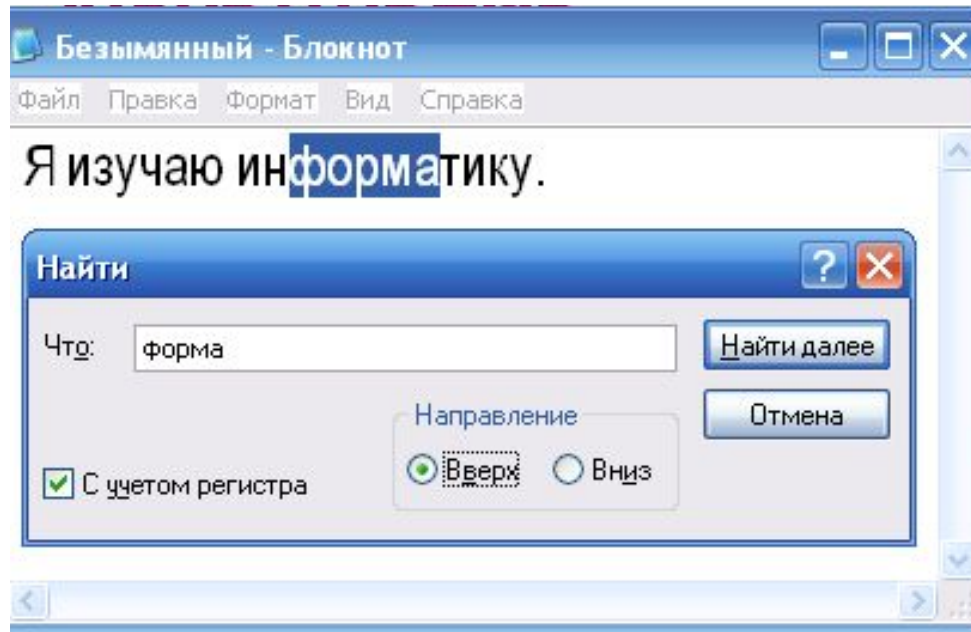 Безымянный - Блокнот
Файл Правка Формат Вид Справка
Я изучаю информатику.
Найти
Что: форма
Найти далее
Направление
Отмена
С учетом регистра
Вверх Вниз